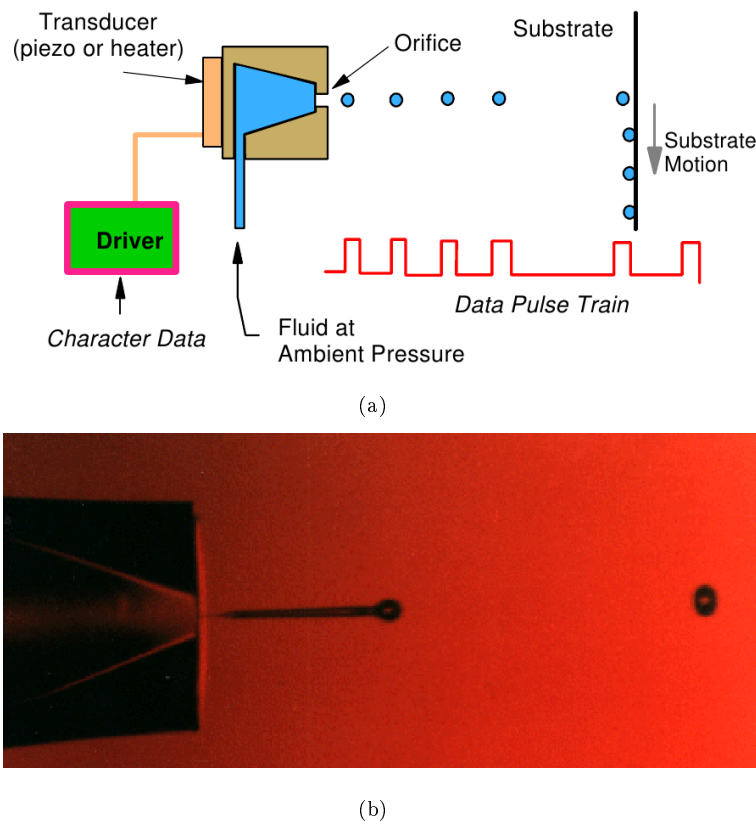 Transducer
(piezo or heater)
Orifice
Substrate
Substrate
Motion
Driver
Data Pulse Train
Character Data
Fluid at
Ambient Pressure
(a)
(b)